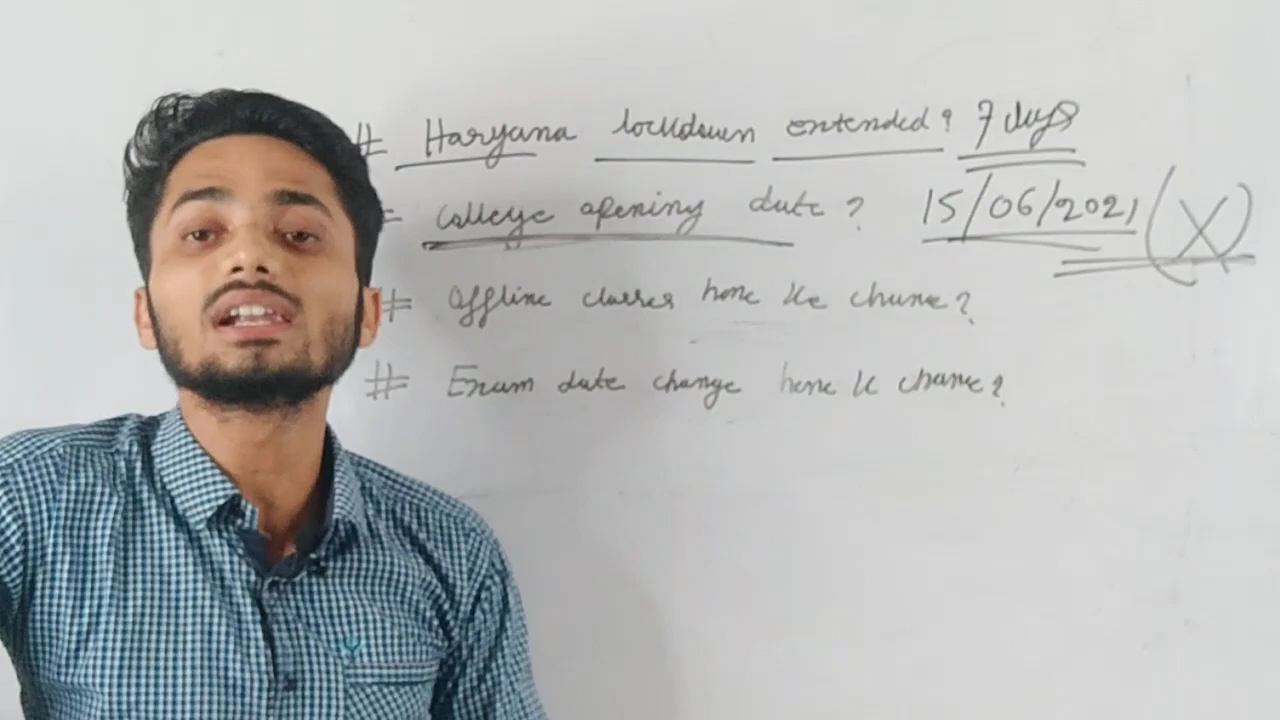 # Haryana lockdown extended? 7 days
= College opening date? 15/06/2021 (X)
# Offline classes hone ke chance?
# Exam date change hone k chance?